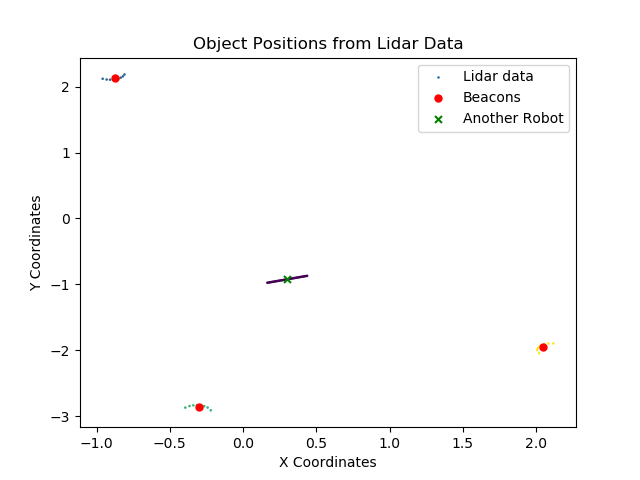 Object Positions from Lidar Data
Lidar data
Beacons
Another Robot
Y Coordinates
2
1
0
−1
−2
−3
−1.0 −0.5 0.0 0.5 1.0 1.5 2.0
X Coordinates